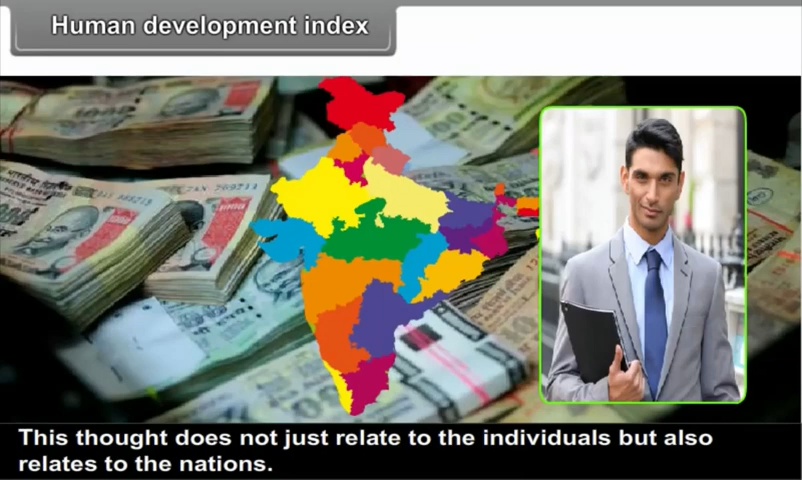 Human development index
This thought does not just relate to the individuals but also
relates to the nations.